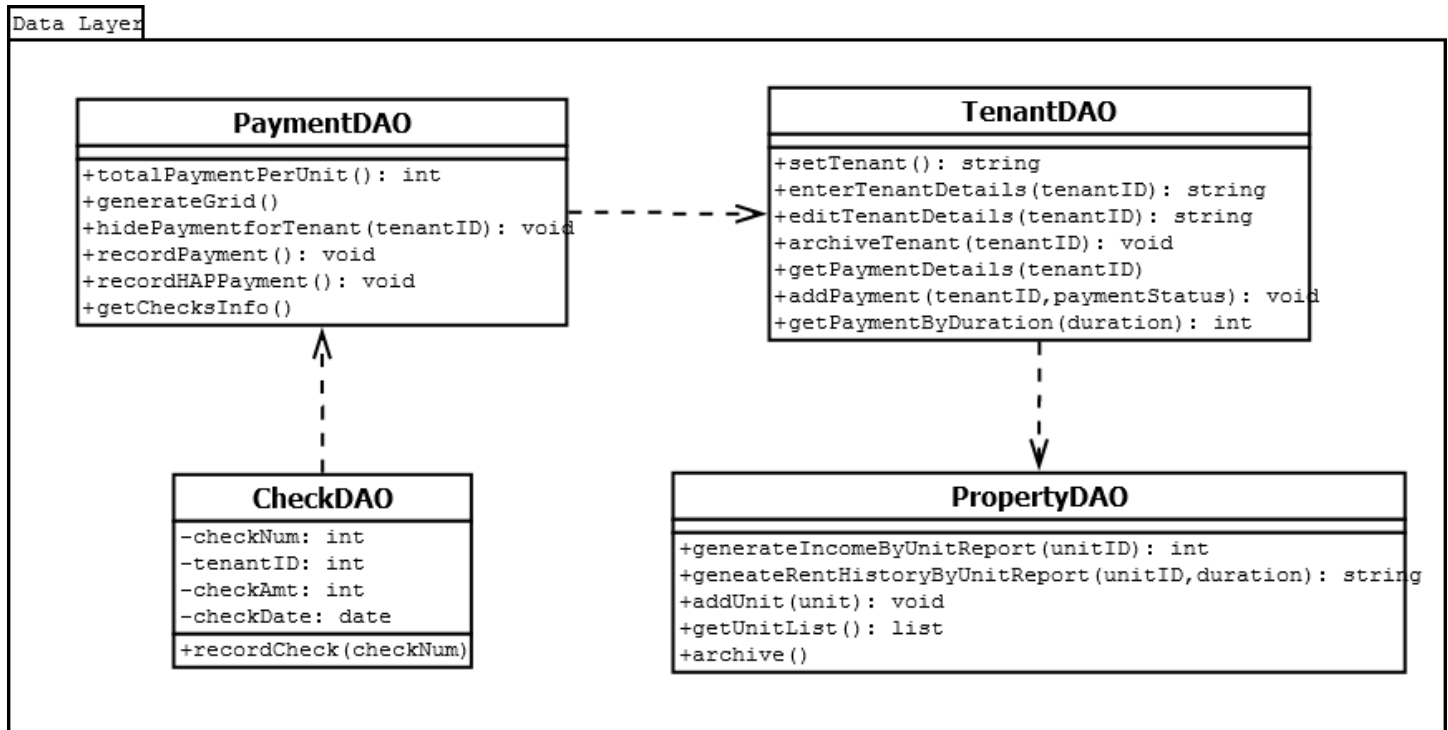 Data Layer
PaymentDAO
+totalPaymentPerUnit(): int
+generateGrid()
+hidePaymentforTenant(tenantID): void
+recordPayment(): void
+recordHAPPayment(): void
+getChecksInfo()
TenantDAO
+setTenant(): string
+enterTenantDetails(tenantID): string
+editTenantDetails(tenantID): string
+archiveTenant(tenantID): void
+getPaymentDetails(tenantID)
+addPayment(tenantID,paymentStatus): void
+getPaymentByDuration(duration): int
CheckDAO
-checkNum: int
-tenantID: int
-checkAmt: int
-checkDate: date
+recordCheck(checkNum)
PropertyDAO
+generateIncomeByUnitReport(unitID): int
+geneateRentHistoryByUnitReport(unitID,duration): string
+addUnit(unit): void
+getUnitList(): list
+archive()